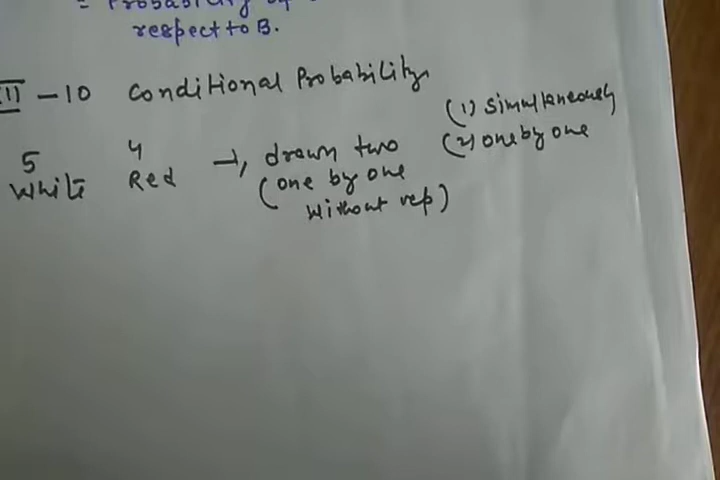 = Probability
respect to B.
III - 10 Conditional Probability
(1) simultaneously
5 4 → drawn two (2) one by one
White Red (one by one
without rep)